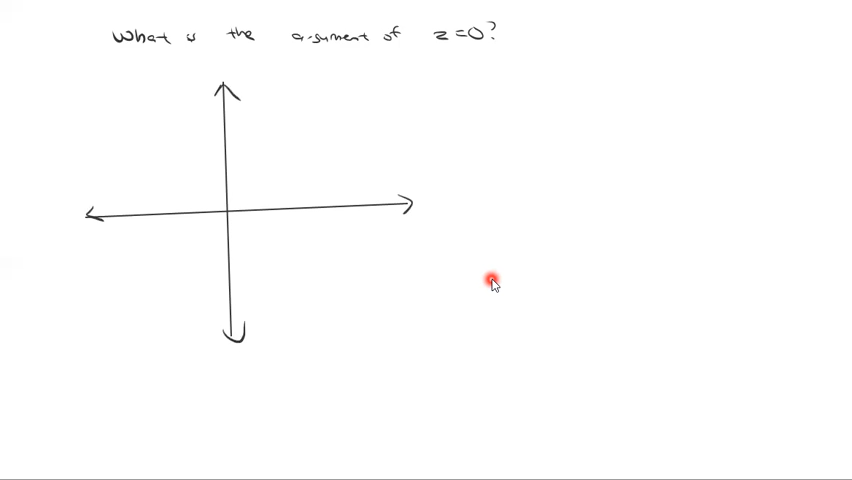 What is the argument of z=0?